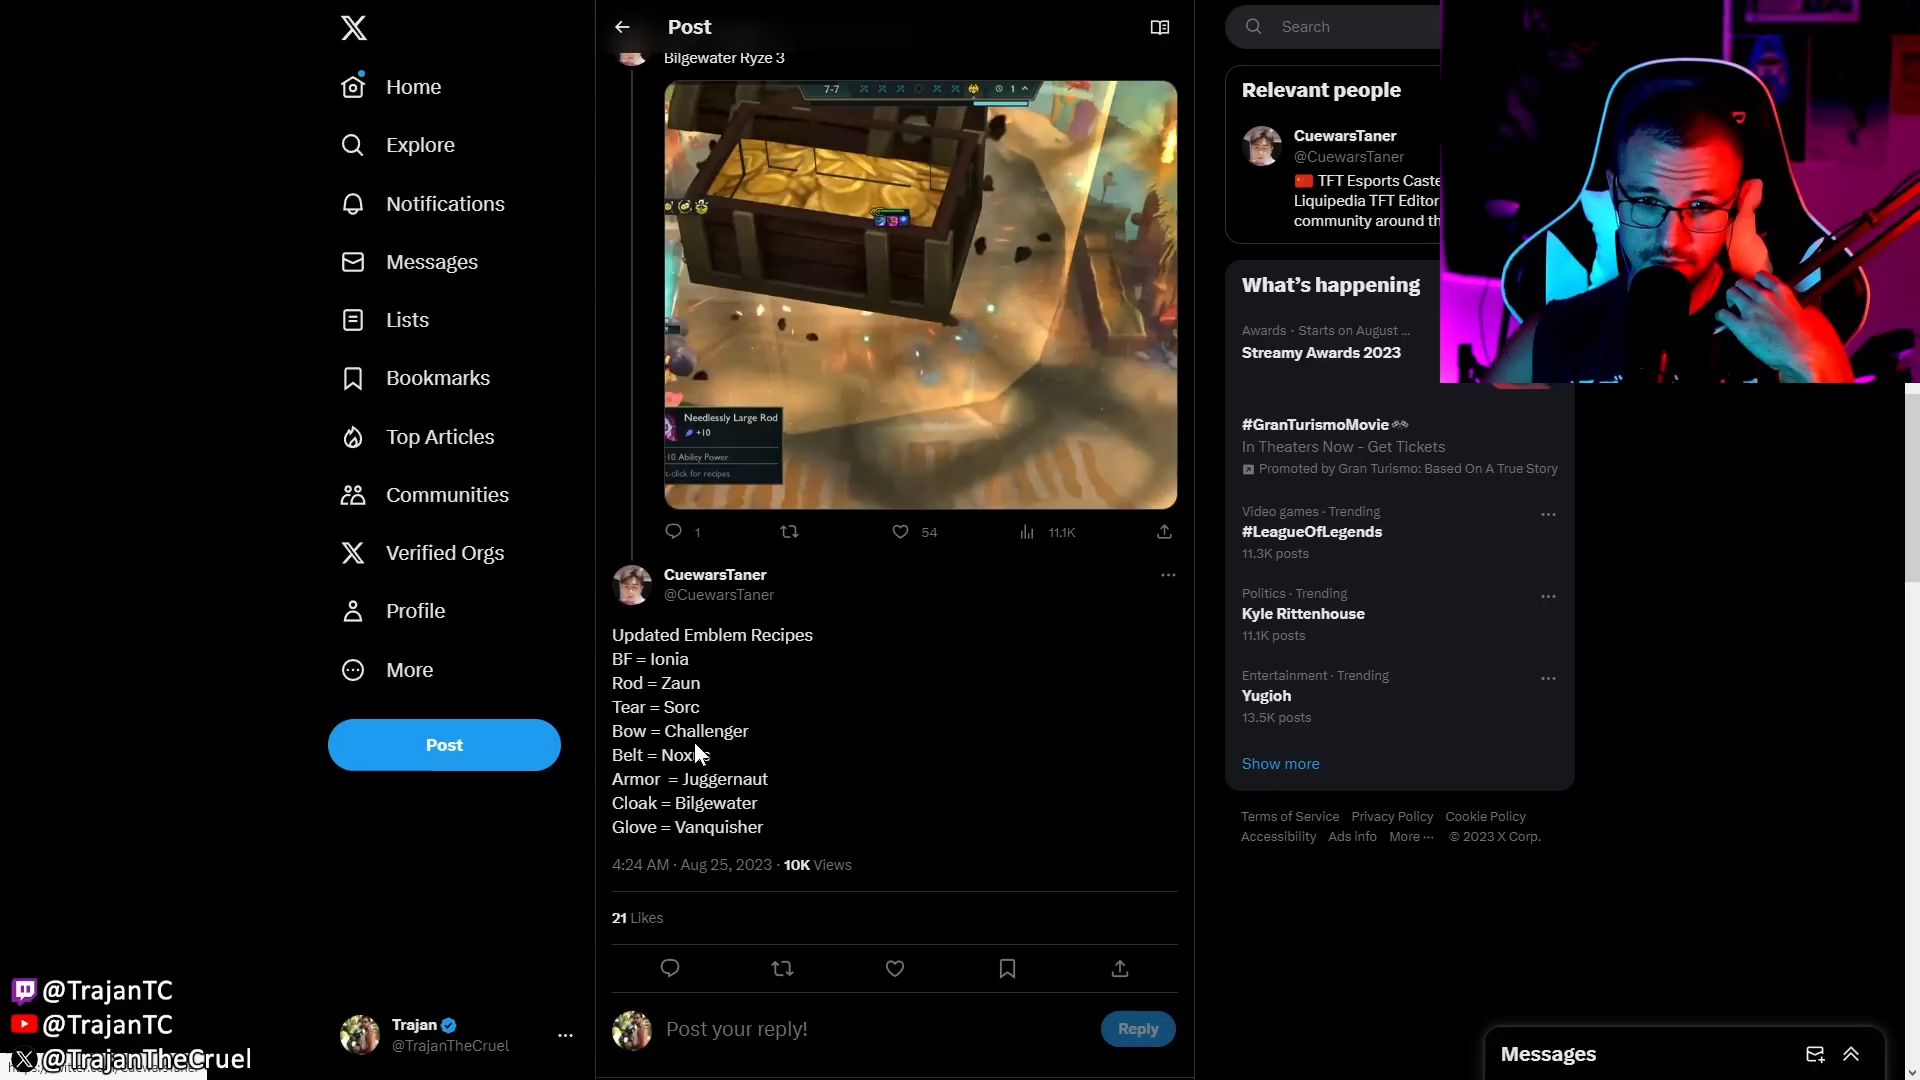 Home
Explore
Notifications
Messages
Lists
Bookmarks
Top Articles
Communities
Verified Orgs
Profile
More
Post
Trajan
@TrajanTheCruel
@TrajanTC
@TrajanTC
@TrajanTheCruel
Post
Bilgewater Ryze 3
7-7
1
Needlessly Large Rod
+10
10 Ability Power
-click for recipes
1
54
11.1K
CuewarsTaner
@CuewarsTaner
Updated Emblem Recipes
BF = Ionia
Rod = Zaun
Tear = Sorc
Bow = Challenger
Belt = Noxus
Armor = Juggernaut
Cloak = Bilgewater
Glove = Vanquisher
4:24 AM · Aug 25, 2023 · 10K Views
21 Likes
Post your reply!
Reply
Search
Relevant people
CuewarsTaner
@CuewarsTaner
TFT Esports Caste
Liquipedia TFT Editor
community around th
What's happening
Awards · Starts on August ...
Streamy Awards 2023
#GranTurismoMovie
In Theaters Now – Get Tickets
Promoted by Gran Turismo: Based On A True Story
Video games · Trending
#LeagueOfLegends
11.3K posts
Politics · Trending
Kyle Rittenhouse
11.1K posts
Entertainment · Trending
Yugioh
13.5K posts
Show more
Terms of Service Privacy Policy Cookie Policy
Accessibility Ads info More ··· © 2023 X Corp.
Messages